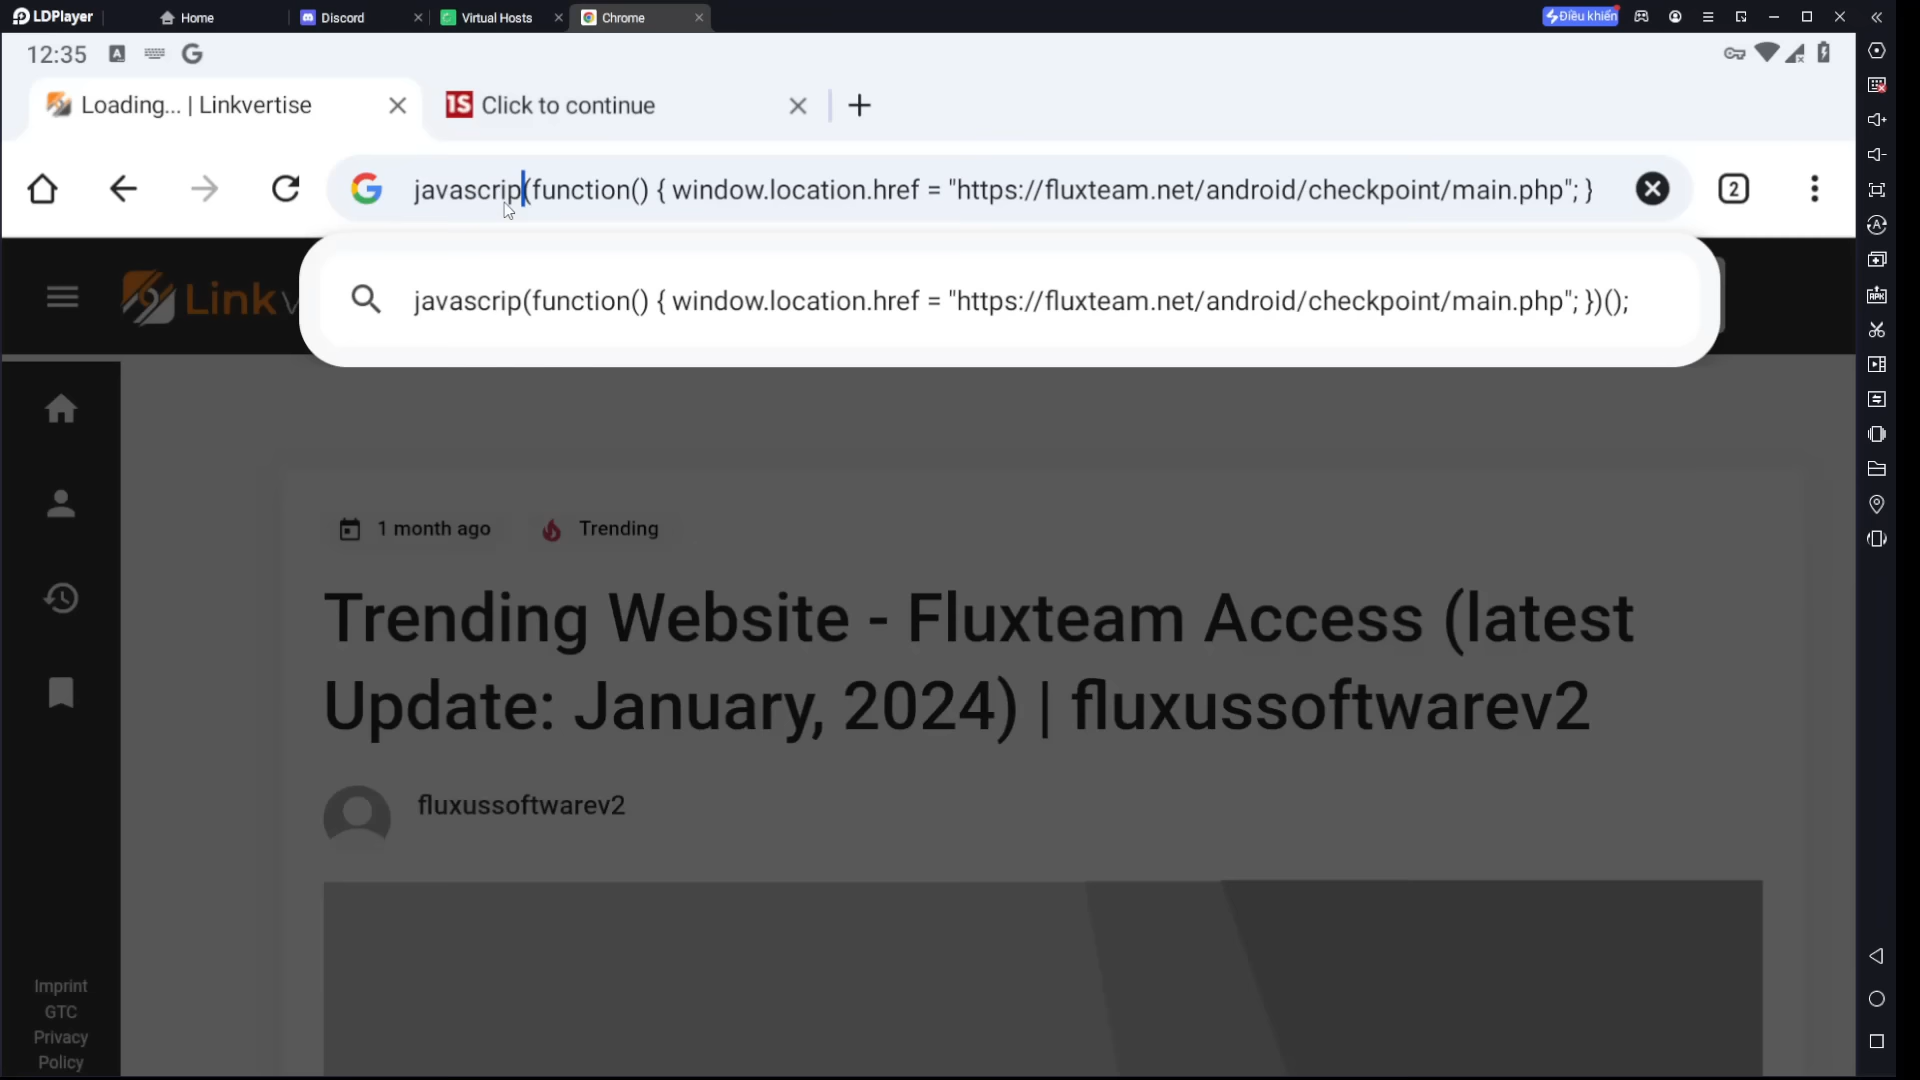 LDPlayer
Home
Discord
Virtual Hosts
Chrome
Điều khiển
12:35
Loading... | Linkvertise
1S Click to continue
javascrip(function() { window.location.href = "https://fluxteam.net/android/checkpoint/main.php"; }
2
Linkv
javascrip(function() { window.location.href = "https://fluxteam.net/android/checkpoint/main.php"; })();
1 month ago
Trending
Trending Website - Fluxteam Access (latest
Update: January, 2024) | fluxussoftwarev2
fluxussoftwarev2
Imprint
GTC
Privacy
Policy